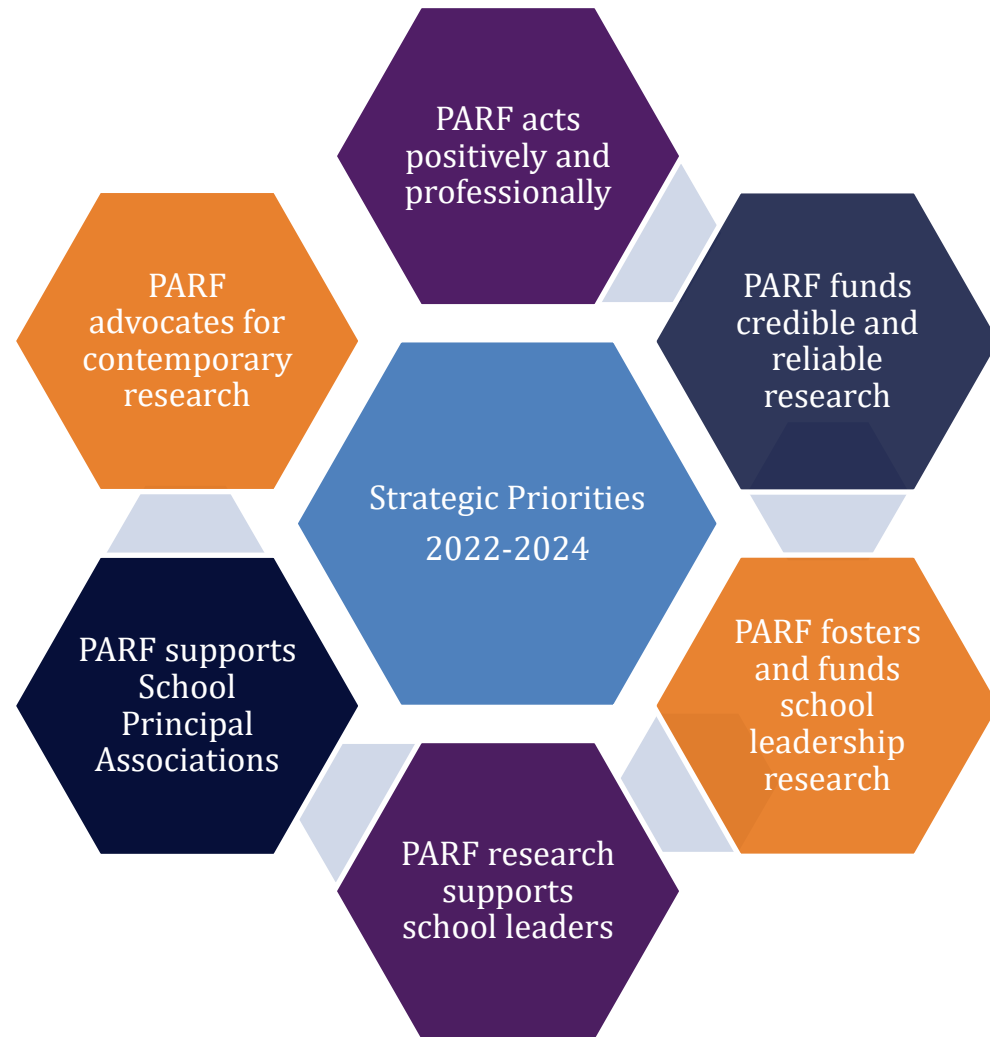 PARF acts
positively and
professionally
PARF funds
credible and
reliable
research
PARF fosters
and funds
school
leadership
research
PARF research
supports
school leaders
PARF supports
School
Principal
Associations
PARF
advocates for
contemporary
research
Strategic Priorities
2022-2024